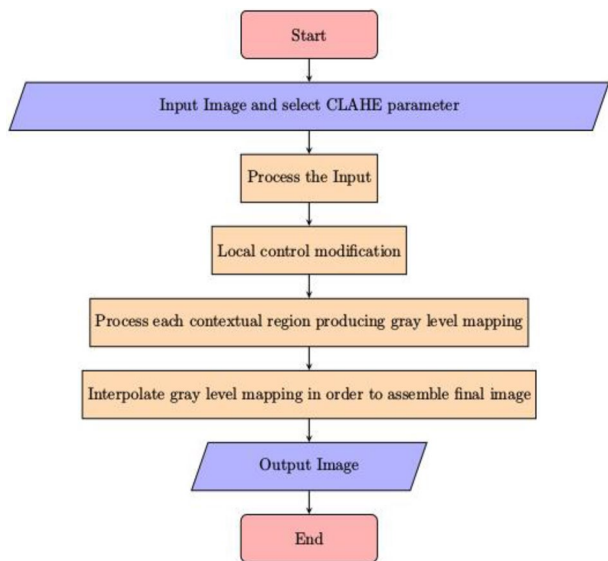 Start
Input Image and select CLAHE parameter
Process the Input
Local control modification
Process each contextual region producing gray level mapping
Interpolate gray level mapping in order to assemble final image
Output Image
End